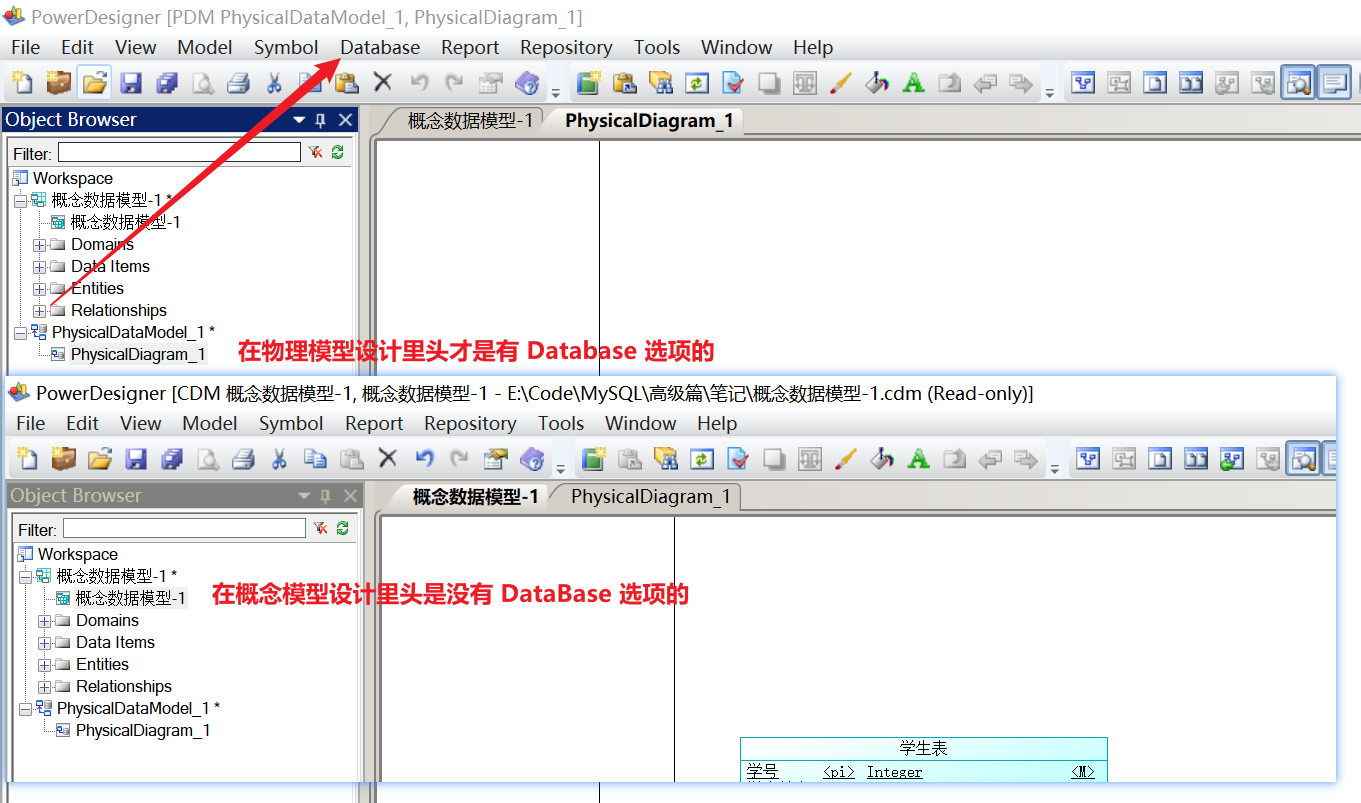 PowerDesigner [PDM PhysicalDataModel_1, PhysicalDiagram_1]
File Edit View Model Symbol Database Report Repository Tools Window Help
Object Browser
概念数据模型-1 PhysicalDiagram_1
Filter:
Workspace
概念数据模型-1 *
概念数据模型-1
Domains
Data Items
Entities
Relationships
PhysicalDataModel_1 *
PhysicalDiagram_1
在物理模型设计里头才是有 Database 选项的
PowerDesigner [CDM 概念数据模型-1, 概念数据模型-1 - E:\Code\MySQL\高级篇\笔记\概念数据模型-1.cdm (Read-only)]
File Edit View Model Symbol Report Repository Tools Window Help
Object Browser
概念数据模型-1 PhysicalDiagram_1
Filter:
Workspace
概念数据模型-1 *
概念数据模型-1
在概念模型设计里头是没有 DataBase 选项的
Domains
Data Items
Entities
Relationships
PhysicalDataModel_1 *
PhysicalDiagram_1
学生表
学号 <pi> Integer <M>